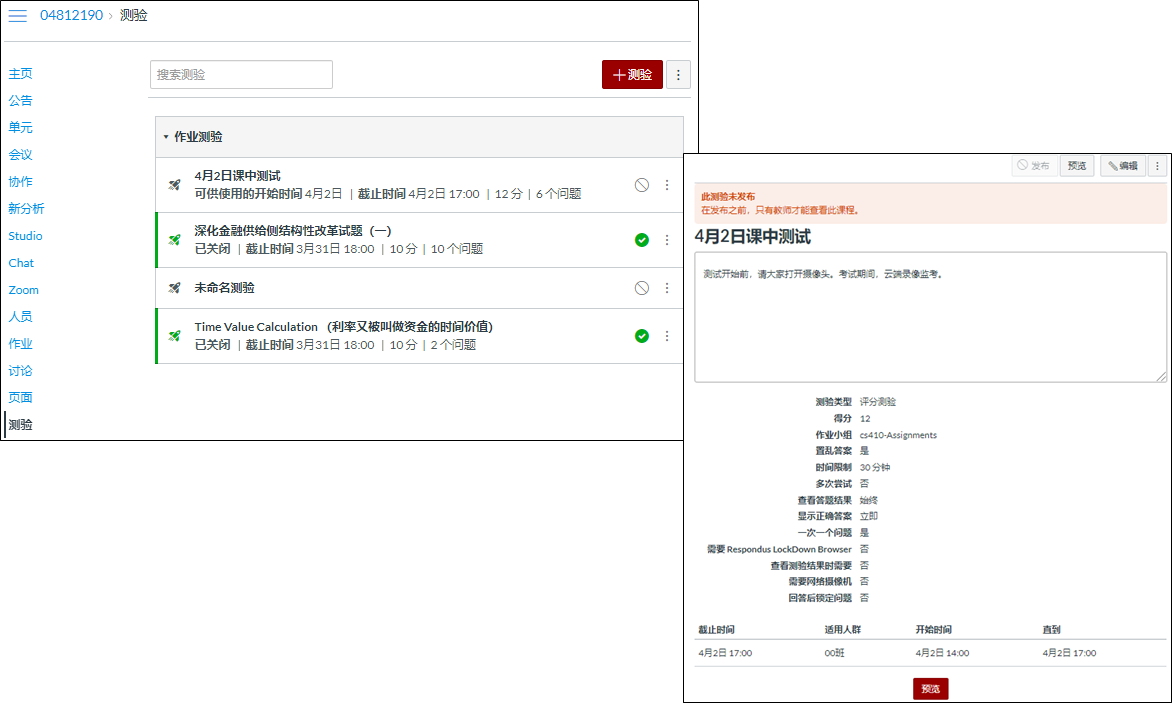 04812190 › 测验
主页
公告
单元
会议
协作
新分析
Studio
Chat
Zoom
人员
作业
讨论
页面
测验
搜索测验
＋测验
作业测验
4月2日课中测试
可供使用的开始时间 4月2日 | 截止时间 4月2日 17:00 | 12 分 | 6 个问题
深化金融供给侧结构性改革试题（一）
已关闭 | 截止时间 3月31日 18:00 | 10 分 | 10 个问题
未命名测验
Time Value Calculation （利率又被叫做资金的时间价值)
已关闭 | 截止时间 3月31日 18:00 | 10 分 | 2 个问题
发布 预览 编辑
此测验未发布
在发布之前，只有教师才能查看此课程。
4月2日课中测试
测试开始前，请大家打开摄像头。考试期间，云端录像监考。
测验类型 评分测验
得分 12
作业小组 cs410-Assignments
置乱答案 是
时间限制 30 分钟
多次尝试 否
查看答题结果 始终
显示正确答案 立即
一次一个问题 是
需要 Respondus LockDown Browser 否
查看测验结果时需要 否
需要网络摄像机 否
回答后锁定问题 否
截止时间 适用人群 开始时间 直到
4月2日 17:00 00班 4月2日 14:00 4月2日 17:00
预览